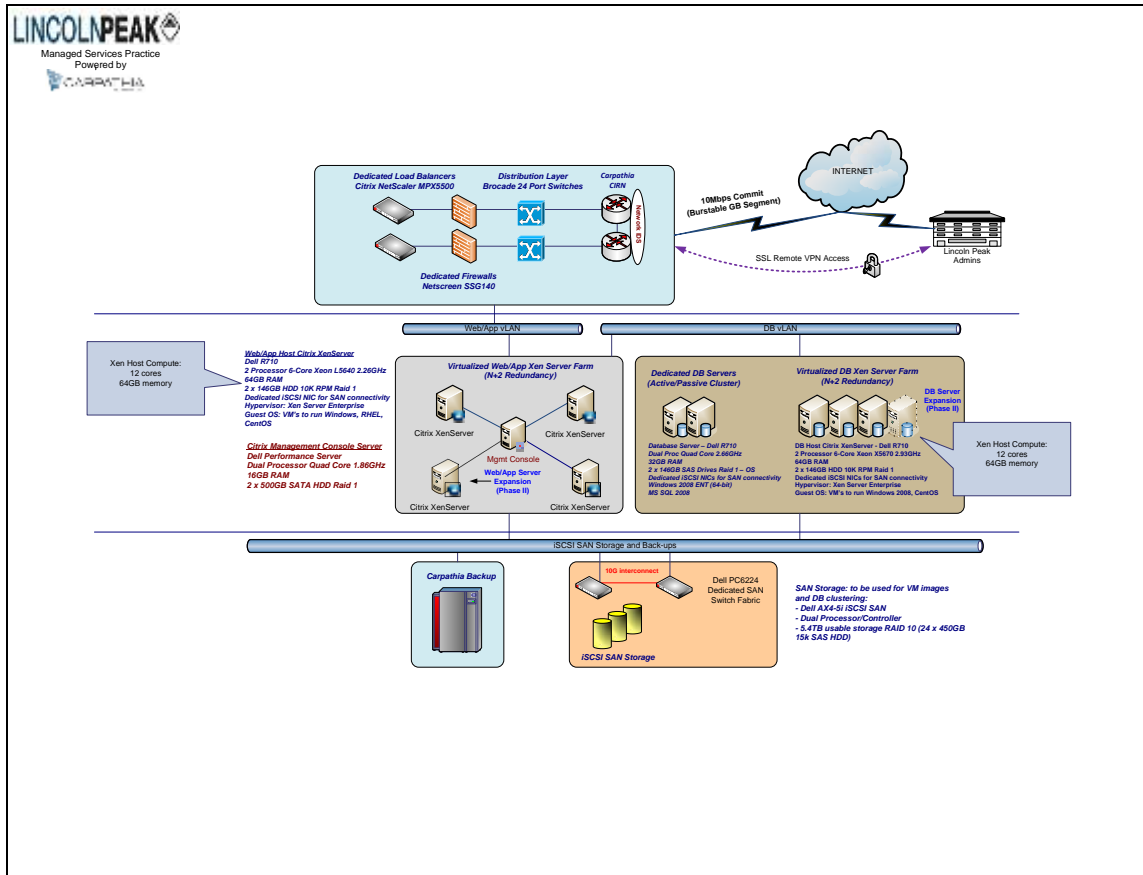 LINCOLNPEAK
Managed Services Practice
Powered by
CARPATHIA
Dedicated Load Balancers
Citrix NetScaler MPX5500
Distribution Layer
Brocade 24 Port Switches
Carpathia
CIRN
Network IDS
Dedicated Firewalls
Netscreen SSG140
10Mbps Commit
(Burstable GB Segment)
INTERNET
SSL Remote VPN Access
Lincoln Peak
Admins
Web/App vLAN
DB vLAN
Xen Host Compute:
12 cores
64GB memory
Web/App Host Citrix XenServer
Dell R710
2 Processor 6-Core Xeon L5640 2.26GHz
64GB RAM
2 x 146GB HDD 10K RPM Raid 1
Dedicated iSCSI NIC for SAN connectivity
Hypervisor: Xen Server Enterprise
Guest OS: VM's to run Windows, RHEL,
CentOS
Citrix Management Console Server
Dell Performance Server
Dual Processor Quad Core 1.86GHz
16GB RAM
2 x 500GB SATA HDD Raid 1
Virtualized Web/App Xen Server Farm
(N+2 Redundancy)
Citrix XenServer
Citrix XenServer
Mgmt Console
Web/App Server
Expansion
(Phase II)
Citrix XenServer
Citrix XenServer
Dedicated DB Servers
(Active/Passive Cluster)
Database Server – Dell R710
Dual Proc Quad Core 2.66GHz
32GB RAM
2 x 146GB SAS Drives Raid 1 – OS
Dedicated iSCSI NICs for SAN connectivity
Windows 2008 ENT (64-bit)
MS SQL 2008
Virtualized DB Xen Server Farm
(N+2 Redundancy)
DB Server
Expansion
(Phase II)
DB Host Citrix XenServer - Dell R710
2 Processor 6-Core Xeon X5670 2.93GHz
64GB RAM
2 x 146GB HDD 10K RPM Raid 1
Dedicated iSCSI NICs for SAN connectivity
Hypervisor: Xen Server Enterprise
Guest OS: VM's to run Windows 2008, CentOS
Xen Host Compute:
12 cores
64GB memory
iSCSI SAN Storage and Back-ups
Carpathia Backup
10G interconnect
Dell PC6224
Dedicated SAN
Switch Fabric
iSCSI SAN Storage
SAN Storage: to be used for VM images
and DB clustering:
- Dell AX4-5i iSCSI SAN
- Dual Processor/Controller
- 5.4TB usable storage RAID 10 (24 x 450GB
15k SAS HDD)